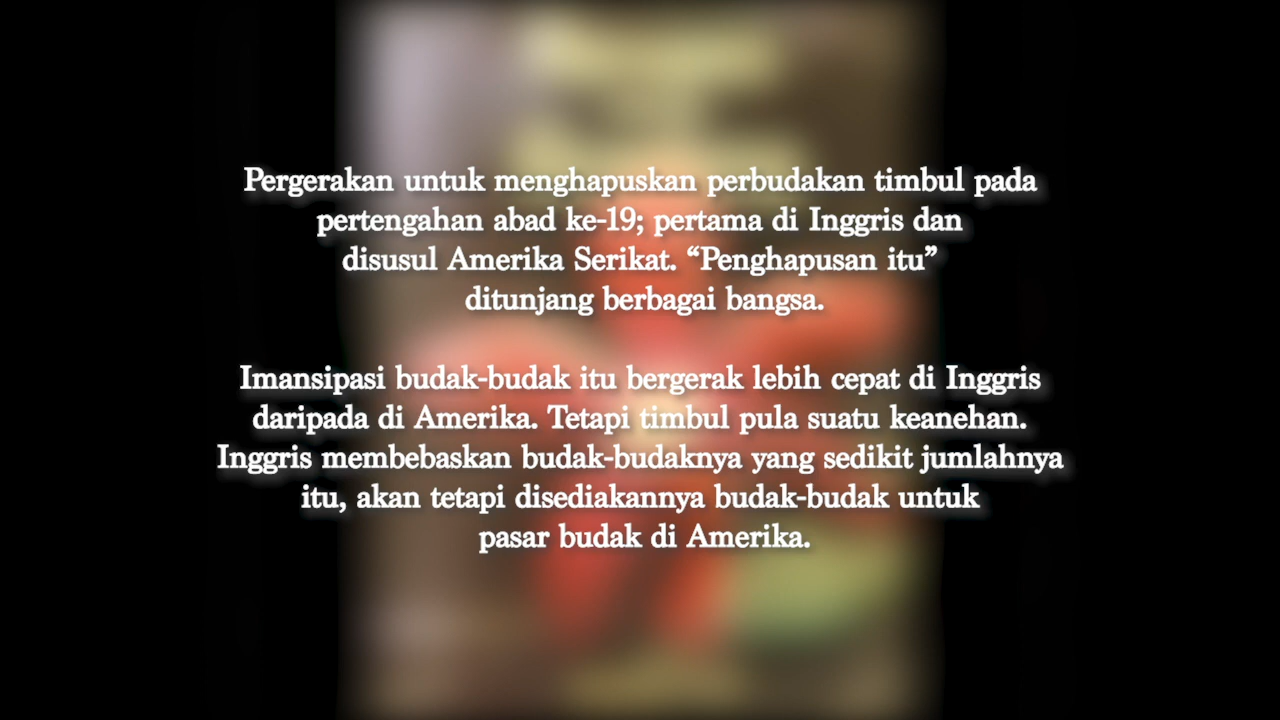 Pergerakan untuk menghapuskan perbudakan timbul pada
pertengahan abad ke-19; pertama di Inggris dan
disusul Amerika Serikat. “Penghapusan itu”
ditunjang berbagai bangsa.
Imansipasi budak-budak itu bergerak lebih cepat di Inggris
daripada di Amerika. Tetapi timbul pula suatu keanehan.
Inggris membebaskan budak-budaknya yang sedikit jumlahnya
itu, akan tetapi disediakannya budak-budak untuk
pasar budak di Amerika.